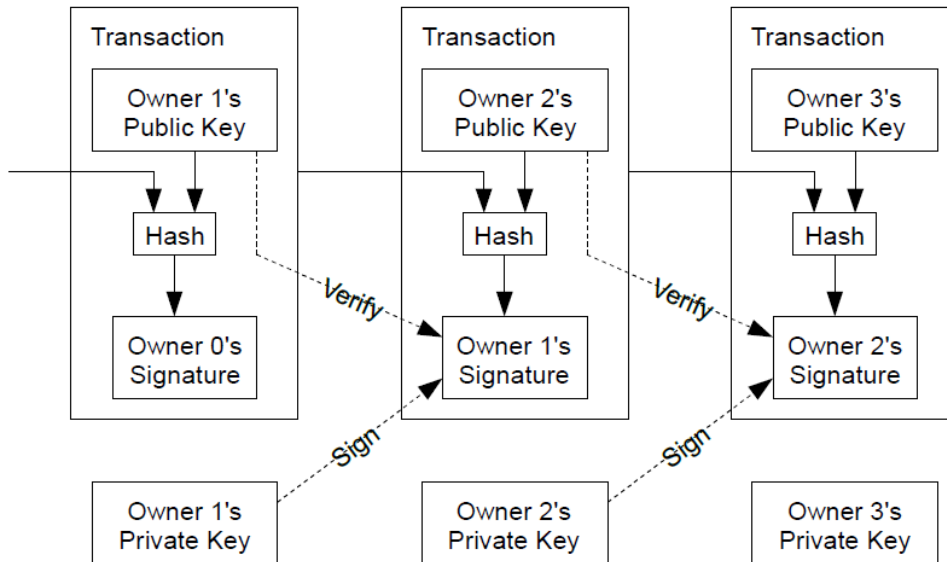 Transaction
Owner 1's
Public Key
Hash
Owner 0's
Signature
Transaction
Owner 2's
Public Key
Hash
Verify
Owner 1's
Signature
Transaction
Owner 3's
Public Key
Hash
Verify
Owner 2's
Signature
Sign
Sign
Owner 1's
Private Key
Owner 2's
Private Key
Owner 3's
Private Key